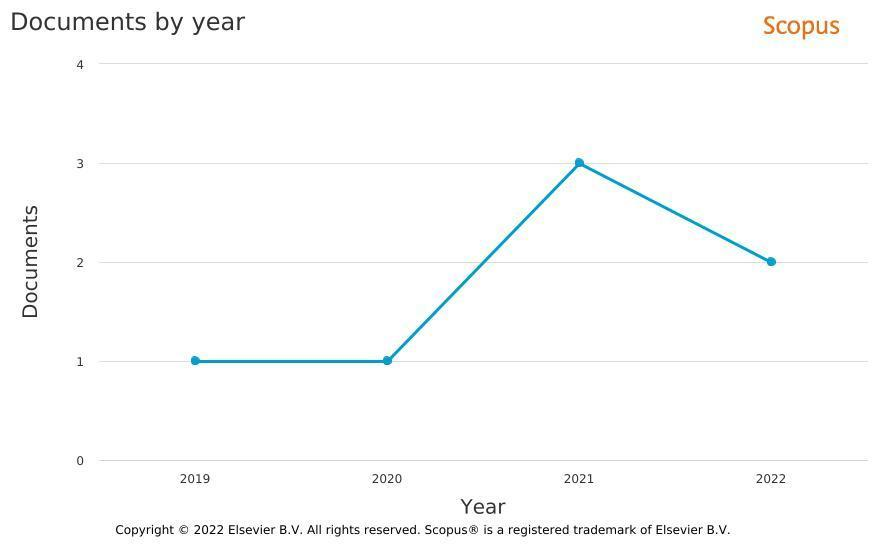 Documents by year
Scopus
4
3
2
1
0
Documents
2019 2020 2021 2022
Year
Copyright © 2022 Elsevier B.V. All rights reserved. Scopus® is a registered trademark of Elsevier B.V.